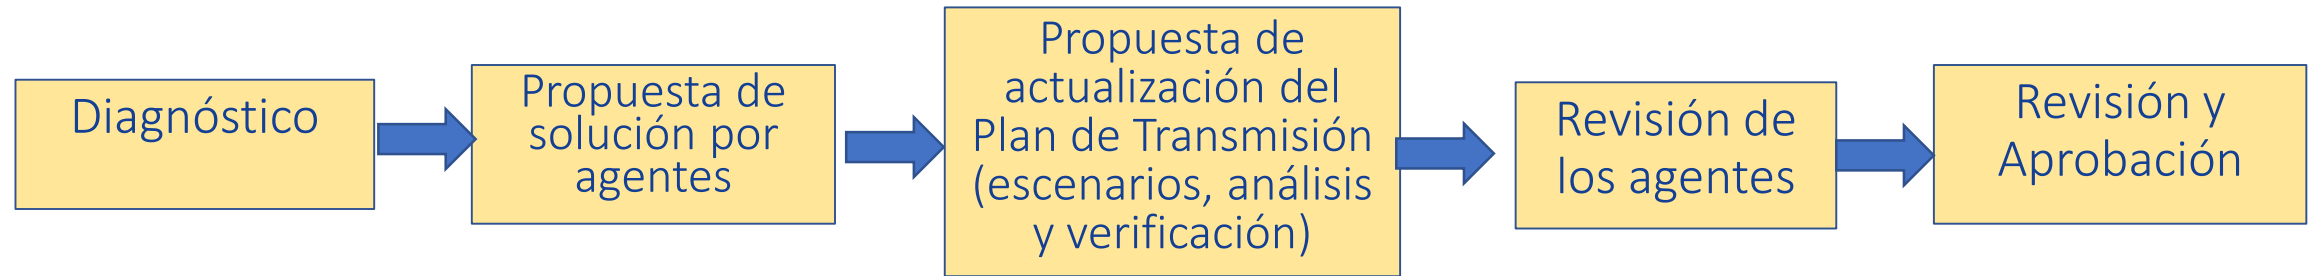 Diagnóstico
Propuesta de
solución por
agentes
Propuesta de
actualización del
Plan de Transmisión
(escenarios, análisis
y verificación)
Revisión de
los agentes
Revisión y
Aprobación